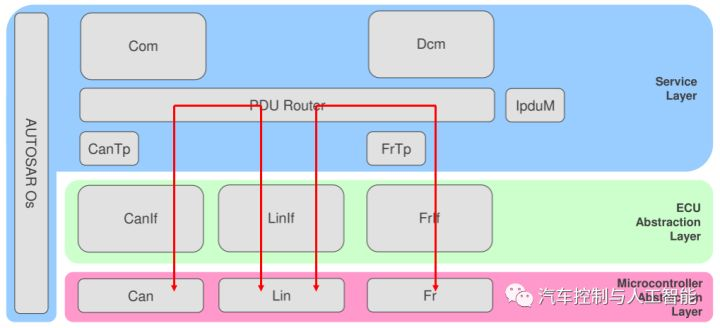 Com
Dcm
Service
Layer
PDU Router
IpduM
AUTOSAR Os
CanTp
FrTp
CanIf
LinIf
FrIf
ECU
Abstraction
Layer
Can
Lin
Fr
Microcontroller
Abstraction
Layer
汽车控制与人工智能